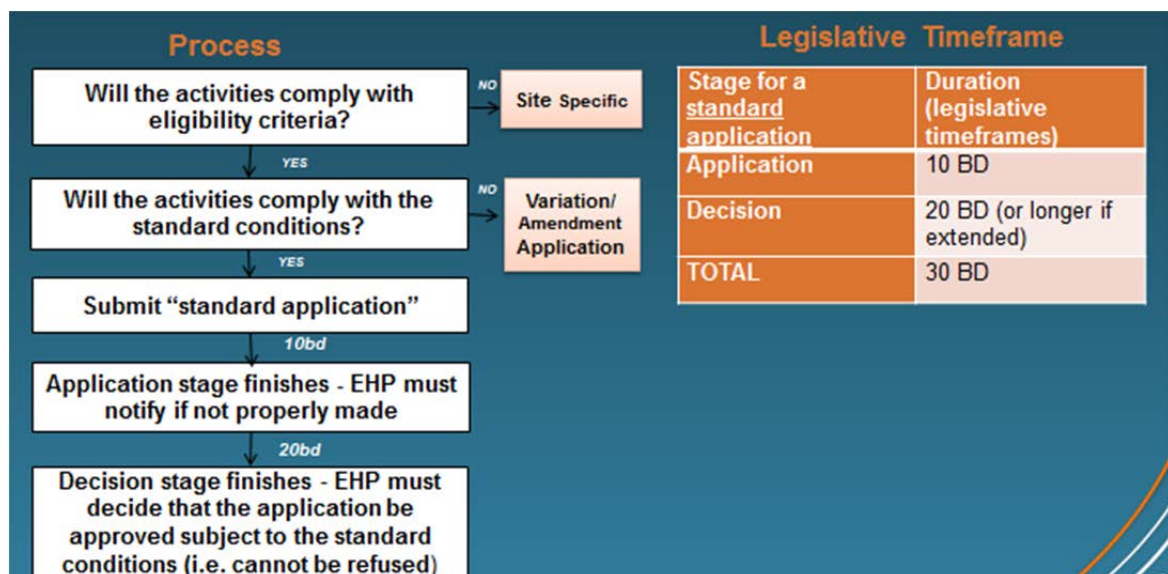 Process
Will the activities comply with
eligibility criteria?
NO
Site Specific
YES
Will the activities comply with the
standard conditions?
NO
Variation/
Amendment
Application
YES
Submit “standard application”
10bd
Application stage finishes - EHP must
notify if not properly made
20bd
Decision stage finishes - EHP must
decide that the application be
approved subject to the standard
conditions (i.e. cannot be refused)
Legislative Timeframe
Stage for a
standard
application
Duration
(legislative
timeframes)
Application
10 BD
Decision
20 BD (or longer if
extended)
TOTAL
30 BD